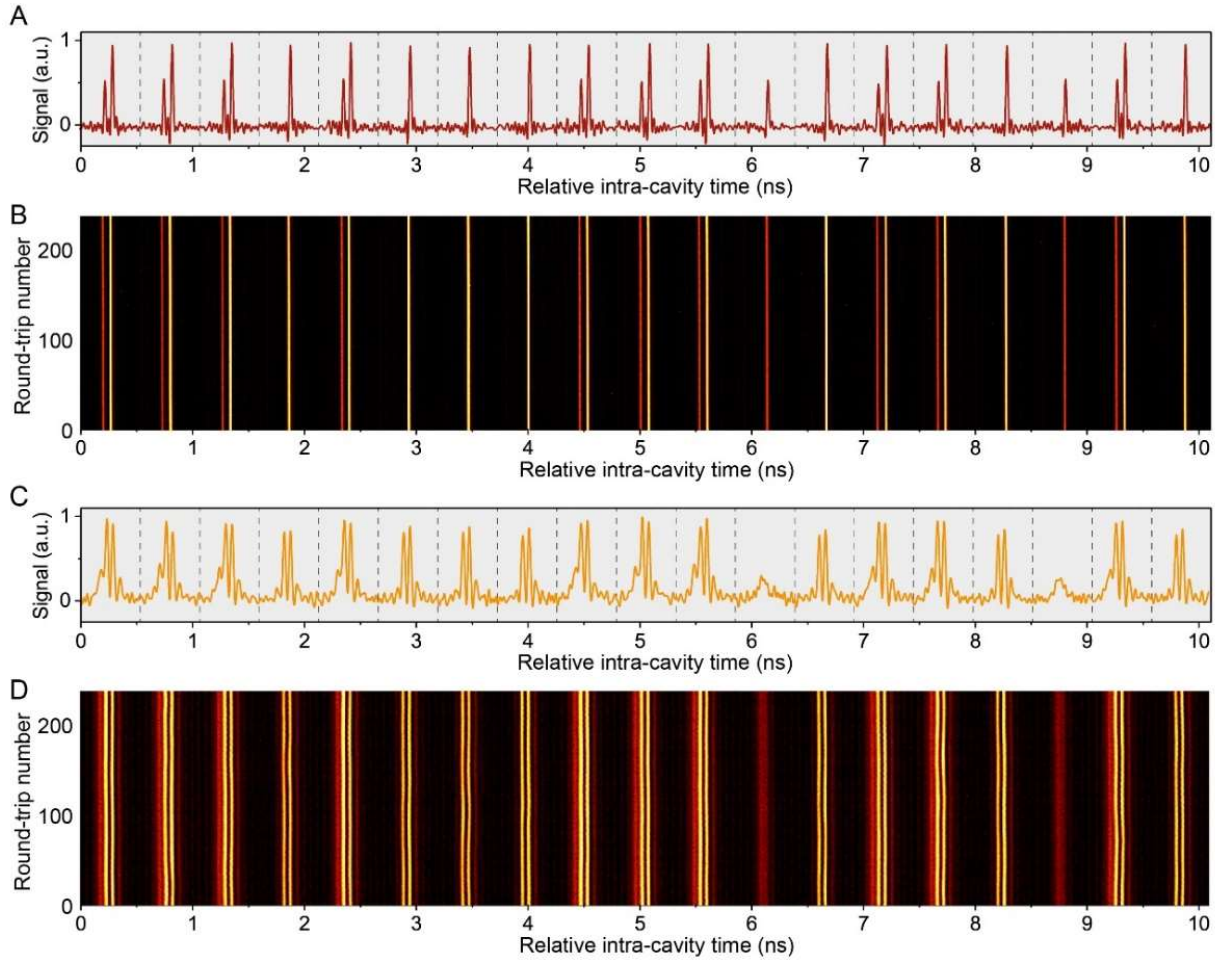 A
Signal (a.u.)
1
0
0 1 2 3 4 5 6 7 8 9 10
Relative intra-cavity time (ns)
B
Round-trip number
200
100
0
0 1 2 3 4 5 6 7 8 9 10
Relative intra-cavity time (ns)
C
Signal (a.u.)
1
0
0 1 2 3 4 5 6 7 8 9 10
Relative intra-cavity time (ns)
D
Round-trip number
200
100
0
0 1 2 3 4 5 6 7 8 9 10
Relative intra-cavity time (ns)